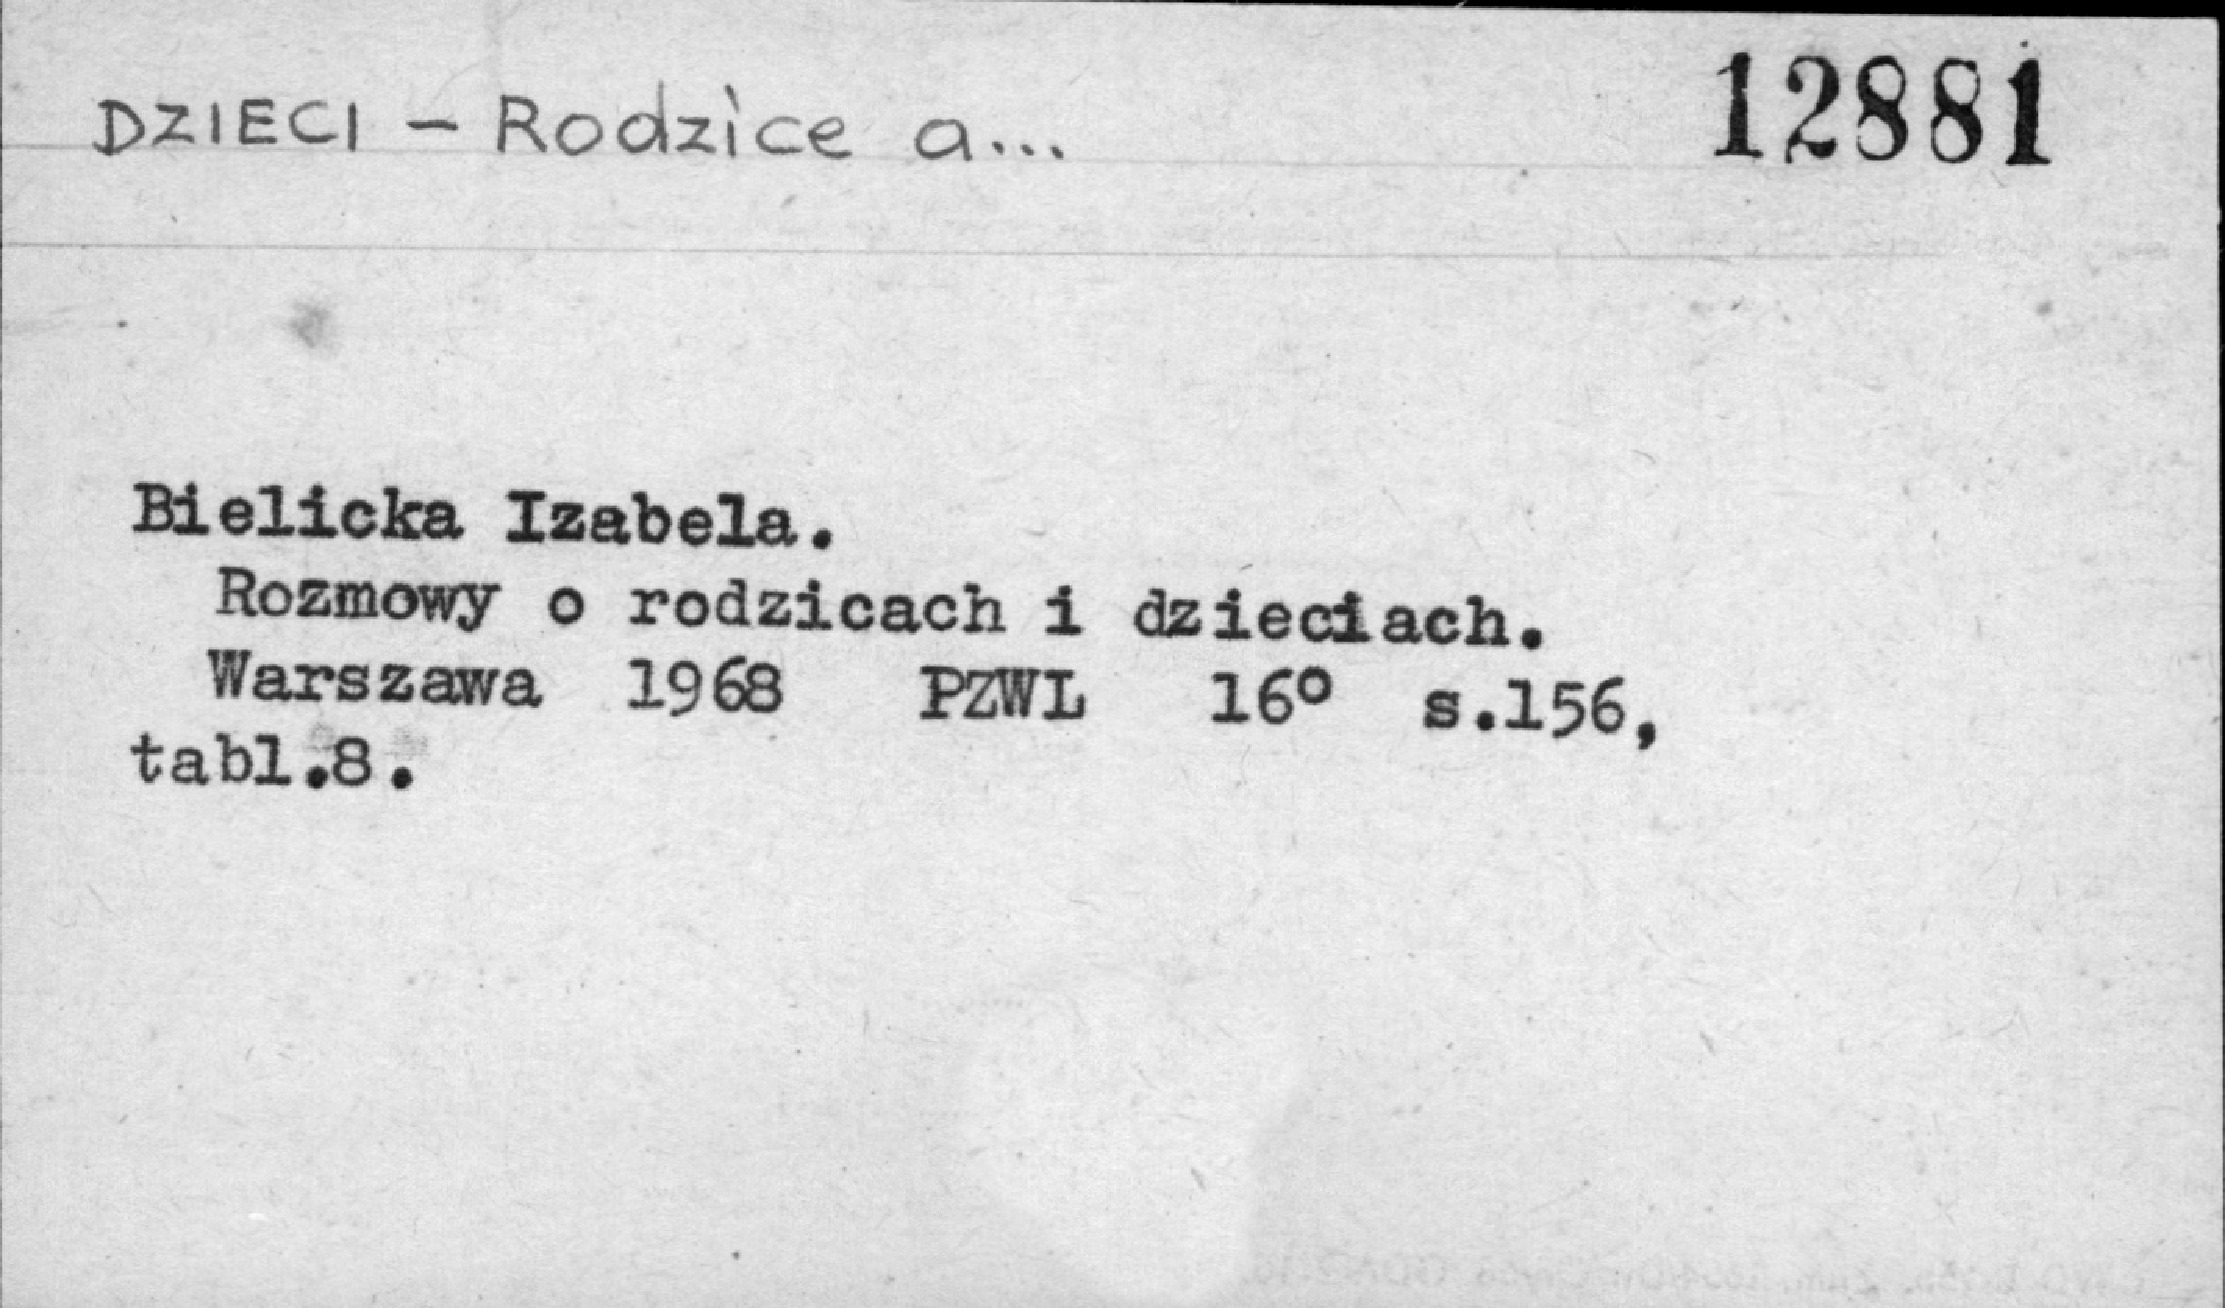 DZIECI - Rodzice a...
12881
Bielicka Izabela.
Rozmowy o rodzicach i dzieciach.
Warszawa 1968 PZWL 16° s.156,
tabl.8.